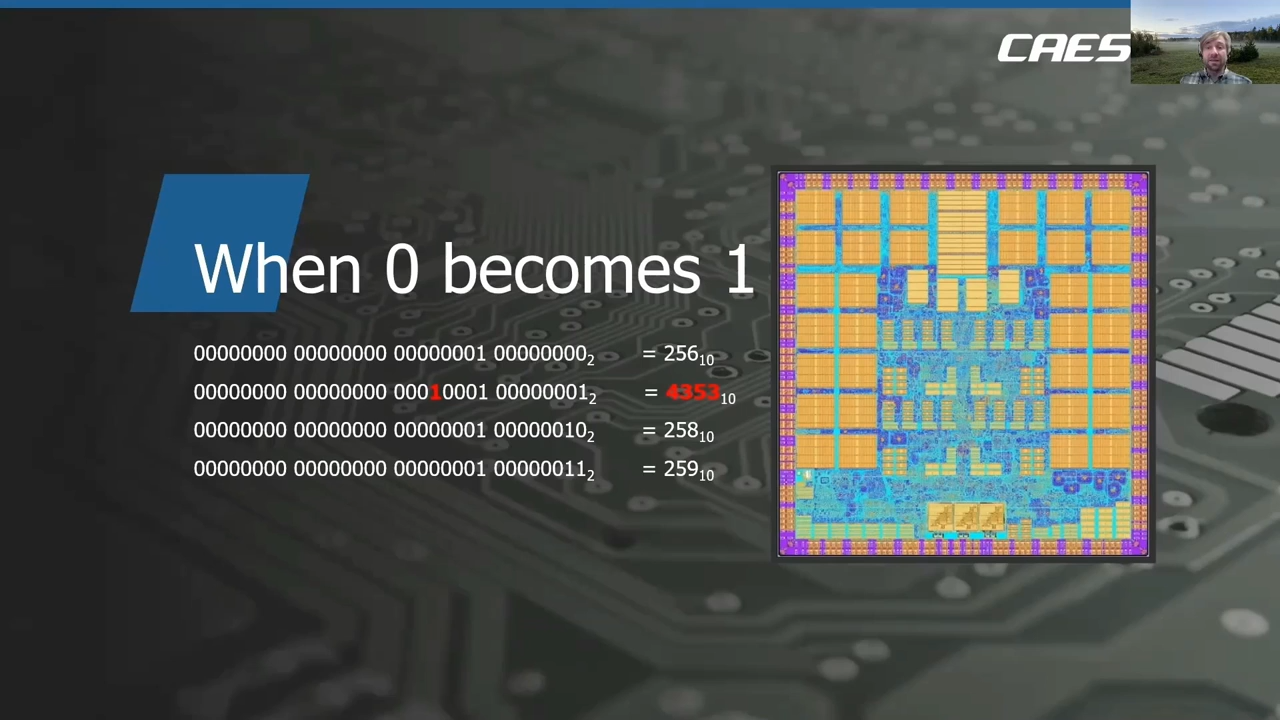 CAES
When 0 becomes 1
00000000 00000000 00000001 00000000₂ = 256₁₀
00000000 00000000 00010001 00000001₂ = 4353₁₀
00000000 00000000 00000001 00000010₂ = 258₁₀
00000000 00000000 00000001 00000011₂ = 259₁₀